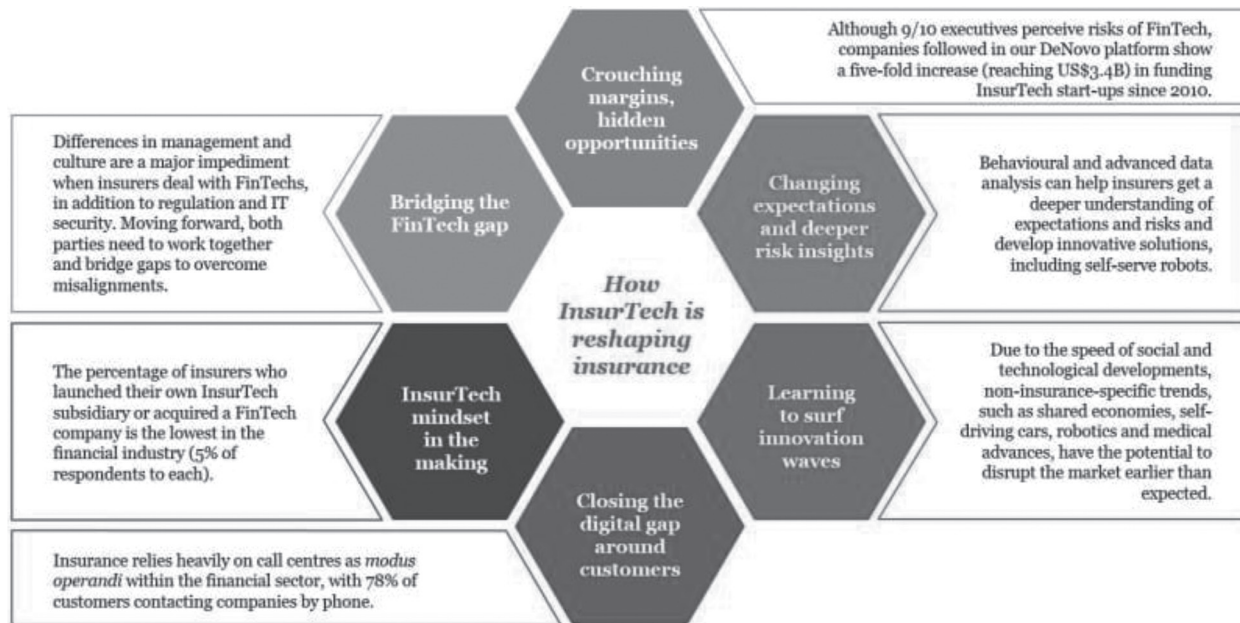 Crouching
margins,
hidden
opportunities
Although 9/10 executives perceive risks of FinTech,
companies followed in our DeNovo platform show
a five-fold increase (reaching US$3.4B) in funding
InsurTech start-ups since 2010.
Changing
expectations
and deeper
risk insights
Behavioural and advanced data
analysis can help insurers get a
deeper understanding of
expectations and risks and
develop innovative solutions,
including self-serve robots.
Learning
to surf
innovation
waves
Due to the speed of social and
technological developments,
non-insurance-specific trends,
such as shared economies, self-
driving cars, robotics and medical
advances, have the potential to
disrupt the market earlier than
expected.
Closing the
digital gap
around
customers
Insurance relies heavily on call centres as modus
operandi within the financial sector, with 78% of
customers contacting companies by phone.
InsurTech
mindset
in the
making
The percentage of insurers who
launched their own InsurTech
subsidiary or acquired a FinTech
company is the lowest in the
financial industry (5% of
respondents to each).
Bridging the
FinTech gap
Differences in management and
culture are a major impediment
when insurers deal with FinTechs,
in addition to regulation and IT
security. Moving forward, both
parties need to work together
and bridge gaps to overcome
misalignments.
How
InsurTech is
reshaping
insurance